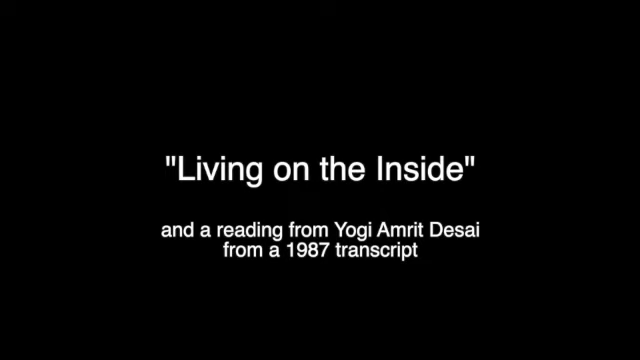 "Living on the Inside"
and a reading from Yogi Amrit Desai
from a 1987 transcript